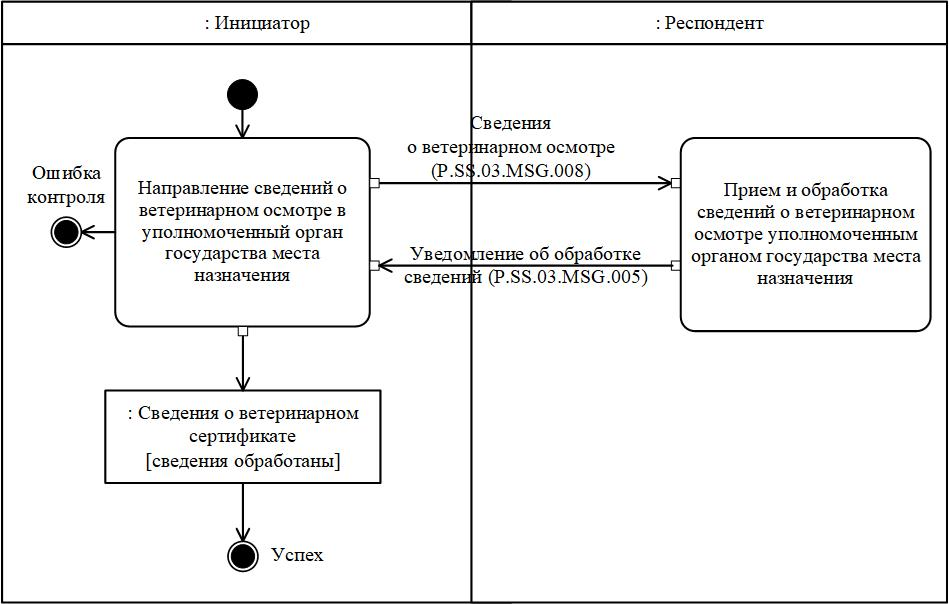 : Инициатор
: Респондент
Сведения
о ветеринарном осмотре
(P.SS.03.MSG.008)
Ошибка
контроля
Направление сведений о
ветеринарном осмотре в
уполномоченный орган
государства места
назначения
Прием и обработка
сведений о ветеринарном
осмотре уполномоченным
органом государства места
назначения
Уведомление об обработке
сведений (P.SS.03.MSG.005)
: Сведения о ветеринарном
сертификате
[сведения обработаны]
Успех